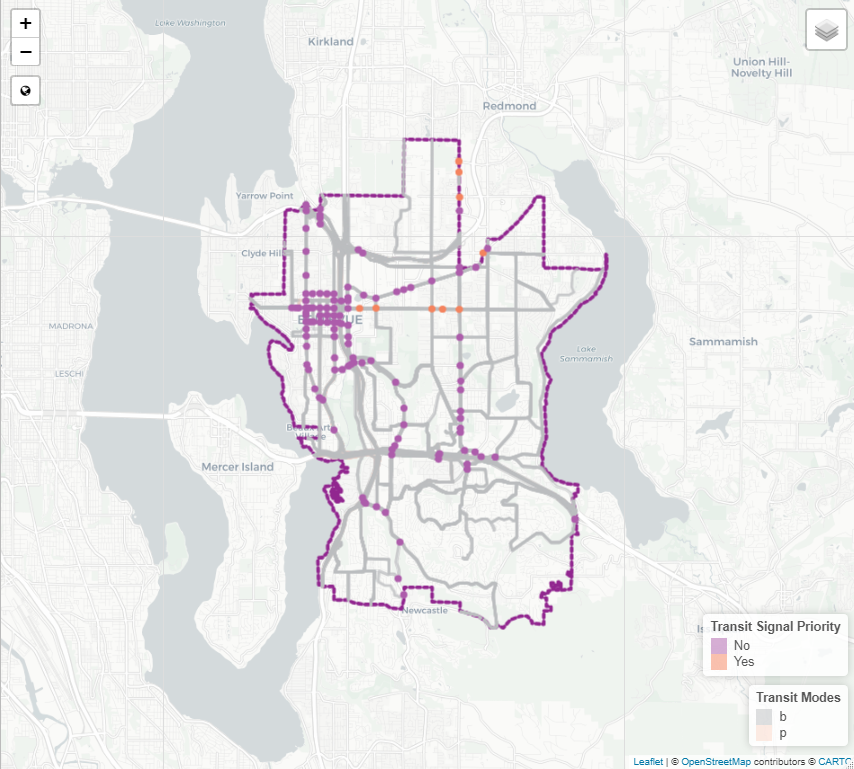 +
−
Lake Washington
Kirkland
Union Hill-
Novelty Hill
Redmond
Yarrow Point
Clyde Hill
MADRONA
Lake
Sammamish
Sammamish
LESCHI
Mercer Island
Newcastle
Transit Signal Priority
No
Yes
Transit Modes
b
p
Leaflet | © OpenStreetMap contributors © CARTO